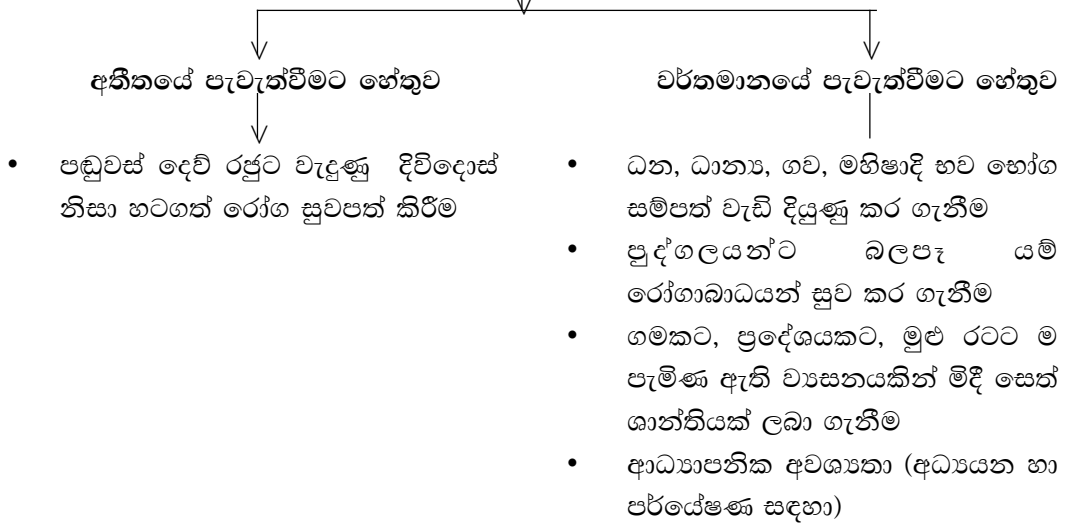 අතීතයේ පැවැත්වීමට හේතුව
• පඬුවස් දෙව් රජුට වැදුණු දිවිදොස්
නිසා හටගත් රෝග සුවපත් කිරීම
වර්තමානයේ පැවැත්වීමට හේතුව
• ධන, ධාන්‍ය, ගව, මහිෂාදි භව භෝග
සම්පත් වැඩි දියුණු කර ගැනීම
• පුද්ගලයන්ට බලපෑ යම්
රෝගාබාධයන් සුව කර ගැනීම
• ගමකට, ප්‍රදේශයකට, මුළු රටට ම
පැමිණ ඇති ව්‍යසනයකින් මිදී සෙත්
ශාන්තියක් ලබා ගැනීම
• ආධ්‍යාපනික අවශ්‍යතා (අධ්‍යයන හා
පර්යේෂණ සඳහා)